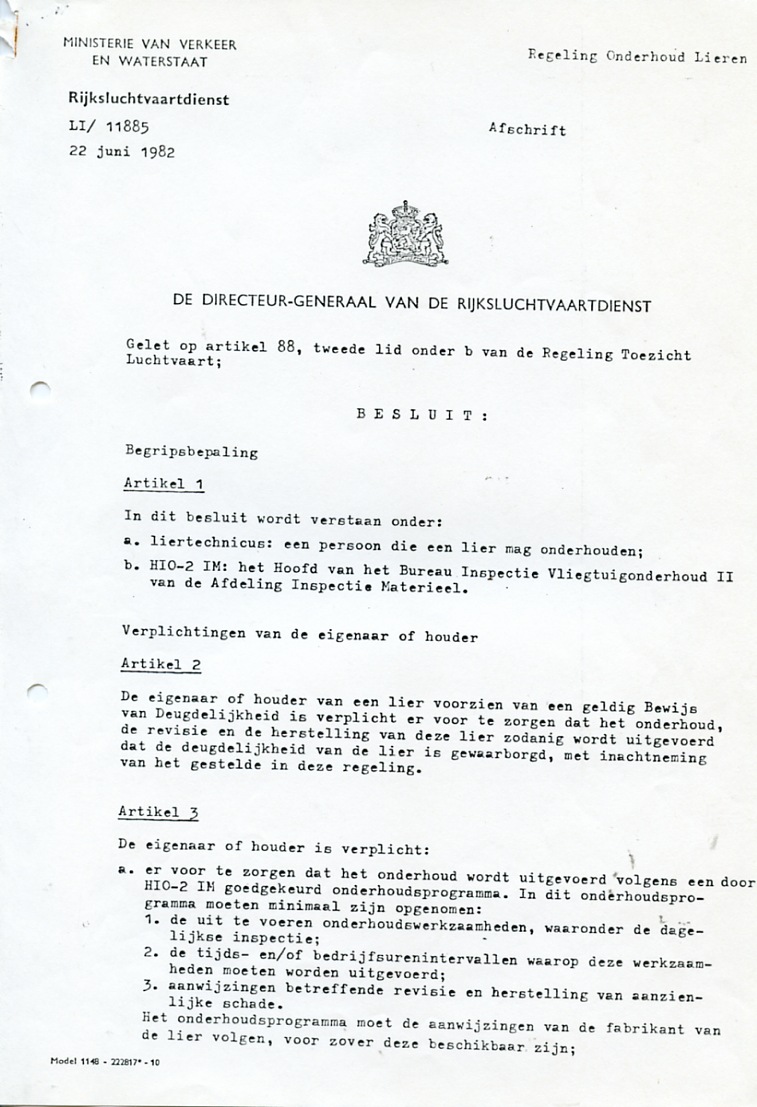 MINISTERIE VAN VERKEER
EN WATERSTAAT
Regeling Onderhoud Lieren
Rijksluchtvaartdienst
LI/ 11885
Afschrift
22 juni 1982
DE DIRECTEUR-GENERAAL VAN DE RIJKSLUCHTVAARTDIENST
Gelet op artikel 88, tweede lid onder b van de Regeling Toezicht
Luchtvaart;
B E S L U I T :
Begripsbepaling
Artikel 1
In dit besluit wordt verstaan onder:
a. liertechnicus: een persoon die een lier mag onderhouden;
b. HIO-2 IM: het Hoofd van het Bureau Inspectie Vliegtuigonderhoud II
van de Afdeling Inspectie Materieel.
Verplichtingen van de eigenaar of houder
Artikel 2
De eigenaar of houder van een lier voorzien van een geldig Bewijs
van Deugdelijkheid is verplicht er voor te zorgen dat het onderhoud,
de revisie en de herstelling van deze lier zodanig wordt uitgevoerd
dat de deugdelijkheid van de lier is gewaarborgd, met inachtneming
van het gestelde in deze regeling.
Artikel 3
De eigenaar of houder is verplicht:
a. er voor te zorgen dat het onderhoud wordt uitgevoerd volgens een door
HIO-2 IM goedgekeurd onderhoudsprogramma. In dit onderhoudspro-
gramma moeten minimaal zijn opgenomen:
1. de uit te voeren onderhoudswerkzaamheden, waaronder de dage-
lijkse inspectie;
2. de tijds- en/of bedrijfsurenintervallen waarop deze werkzaam-
heden moeten worden uitgevoerd;
3. aanwijzingen betreffende revisie en herstelling van aanzien-
lijke schade.
Het onderhoudsprogramma moet de aanwijzingen van de fabrikant van
de lier volgen, voor zover deze beschikbaar zijn;
Model 1148 - 222817* - 10